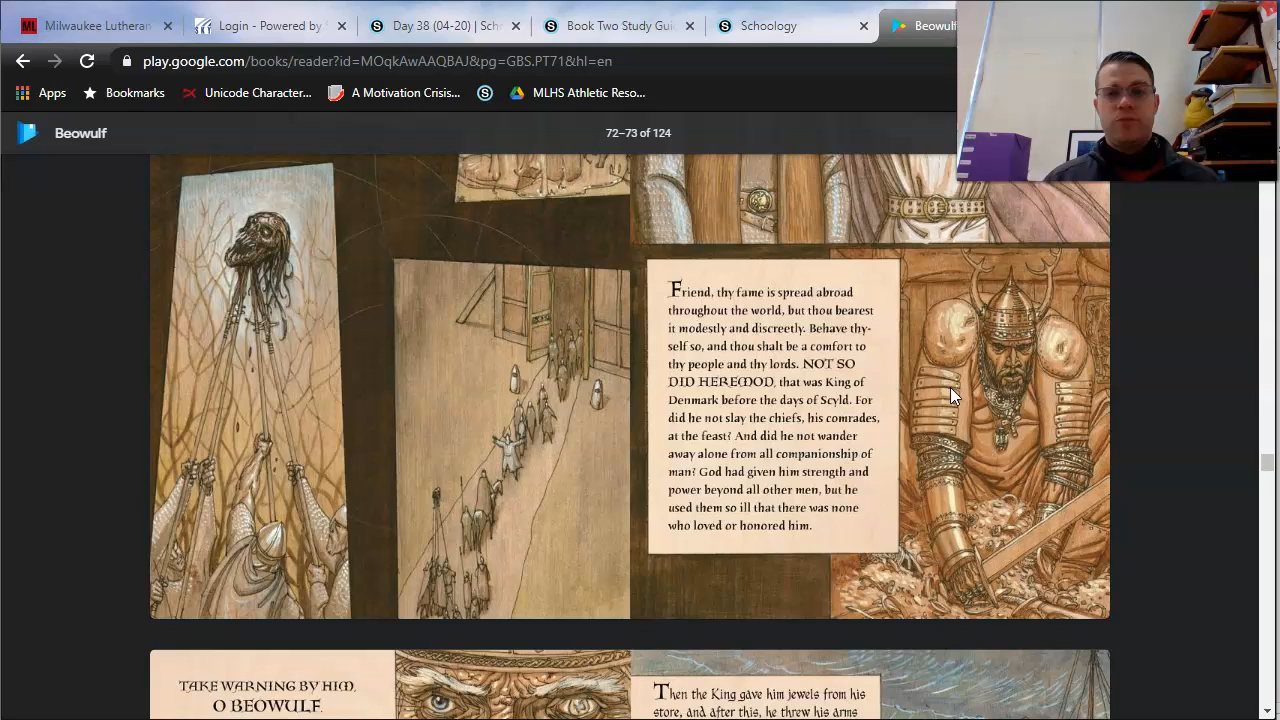 Milwaukee Lutheran
Login - Powered by
Day 38 (04-20) | Sch
Book Two Study Gui
Schoology
Beowulf
play.google.com/books/reader?id=MOqkAwAAQBAJ&pg=GBS.PT71&hl=en
Apps
Bookmarks
Unicode Character...
A Motivation Crisis...
MLHS Athletic Reso...
Beowulf
72–73 of 124
Friend, thy fame is spread abroad
throughout the world, but thou bearest
it modestly and discreetly. Behave thy-
self so, and thou shalt be a comfort to
thy people and thy lords. NOT SO
DID HEREMOD, that was King of
Denmark before the days of Scyld. For
did he not slay the chiefs, his comrades,
at the feast? And did he not wander
away alone from all companionship of
man? God had given him strength and
power beyond all other men, but he
used them so ill that there was none
who loved or honored him.
TAKE WARNING BY HIM,
O BEOWULF.
Then the King gave him jewels from his
store, and after this, he threw his arms